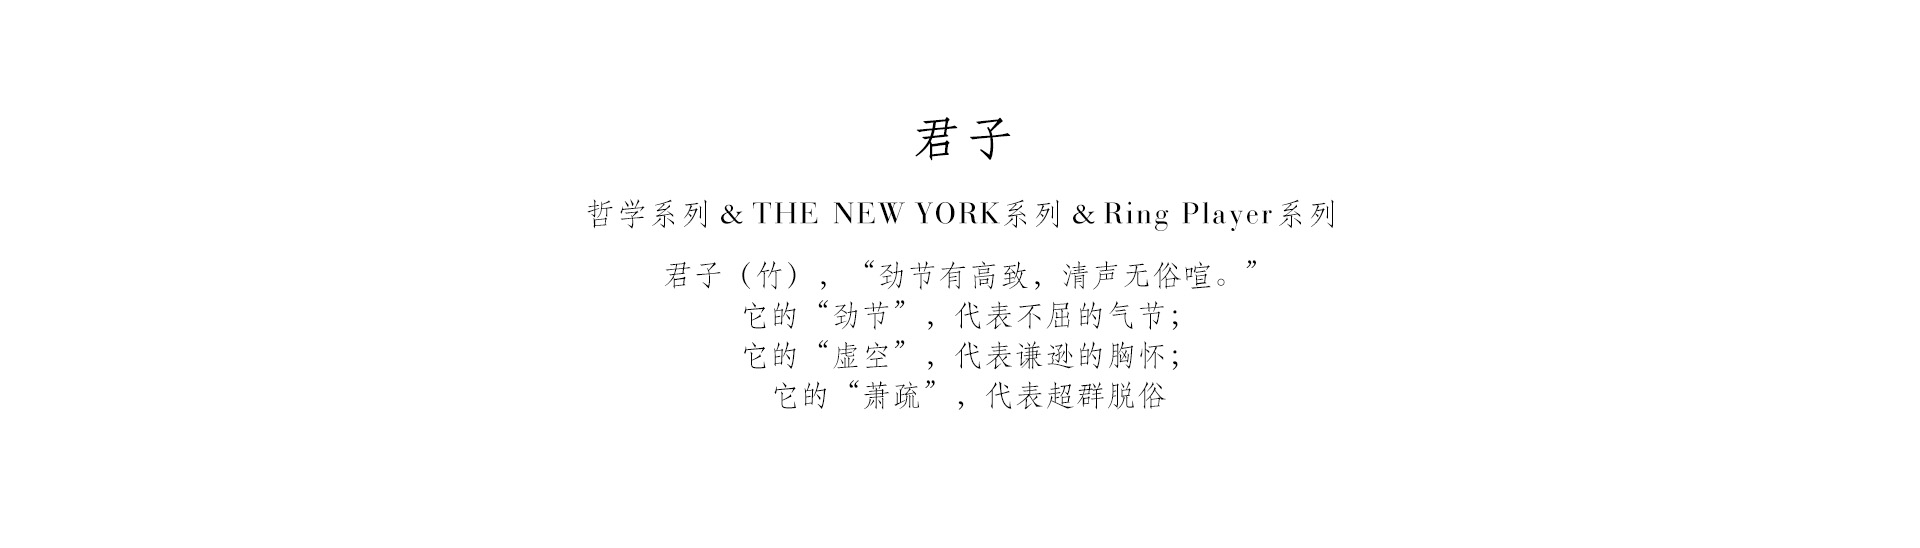 君子
哲学系列 & THE NEW YORK系列 & Ring Player系列
君子（竹），“劲节有高致，清声无俗喧。”
它的“劲节”，代表不屈的气节；
它的“虚空”，代表谦逊的胸怀；
它的“萧疏”，代表超群脱俗